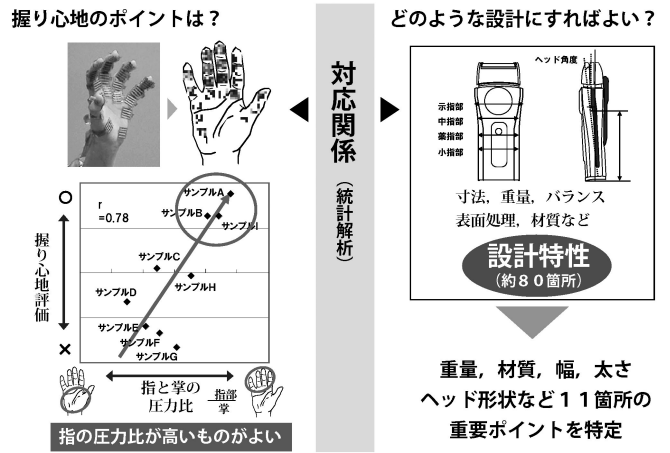 握り心地のポイントは？
r
=0.78
サンプルA
サンプルB
サンプルI
サンプルC
サンプルH
サンプルD
サンプルE
サンプルF
サンプルG
○
握り心地評価
×
指と掌の
圧力比
指部
掌
指の圧力比が高いものがよい
対応関係
（統計解析）
どのような設計にすればよい？
ヘッド角度
示指部
中指部
薬指部
小指部
寸法，重量，バランス
表面処理，材質など
設計特性
（約８０箇所）
重量，材質，幅，太さ
ヘッド形状など１１箇所の
重要ポイントを特定